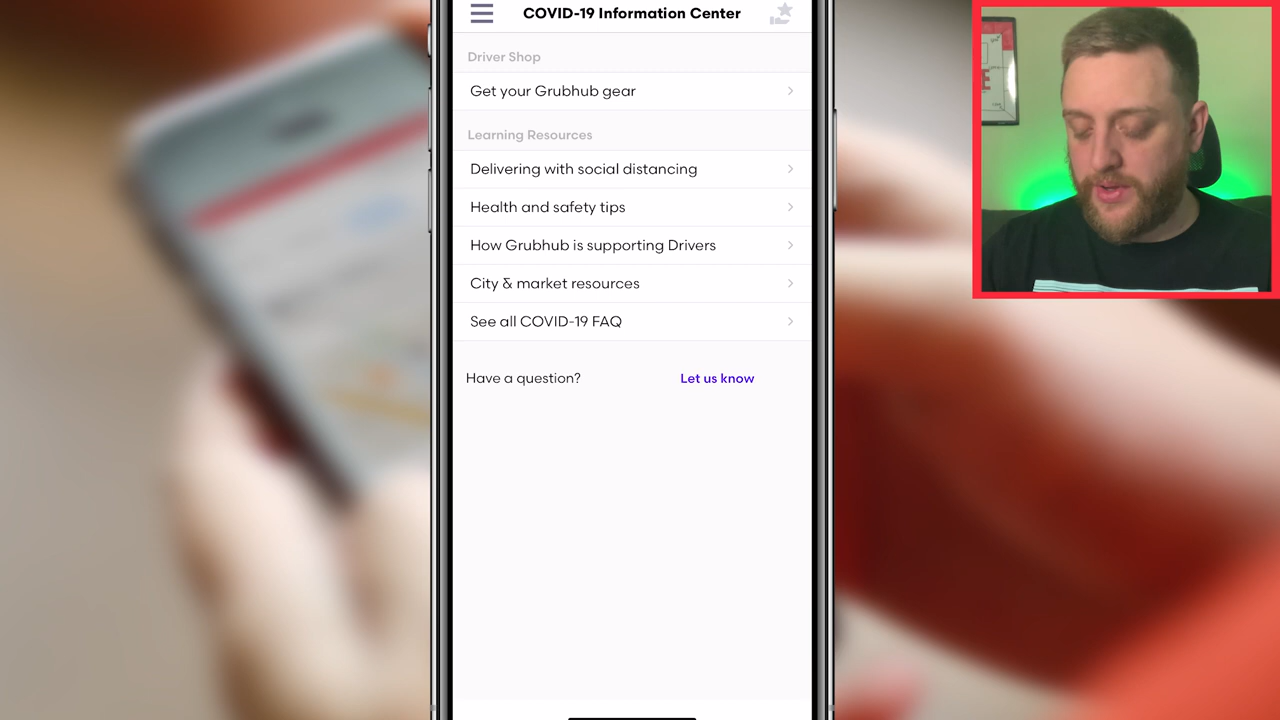 COVID-19 Information Center
Driver Shop
Get your Grubhub gear
Learning Resources
Delivering with social distancing
Health and safety tips
How Grubhub is supporting Drivers
City & market resources
See all COVID-19 FAQ
Have a question?
Let us know